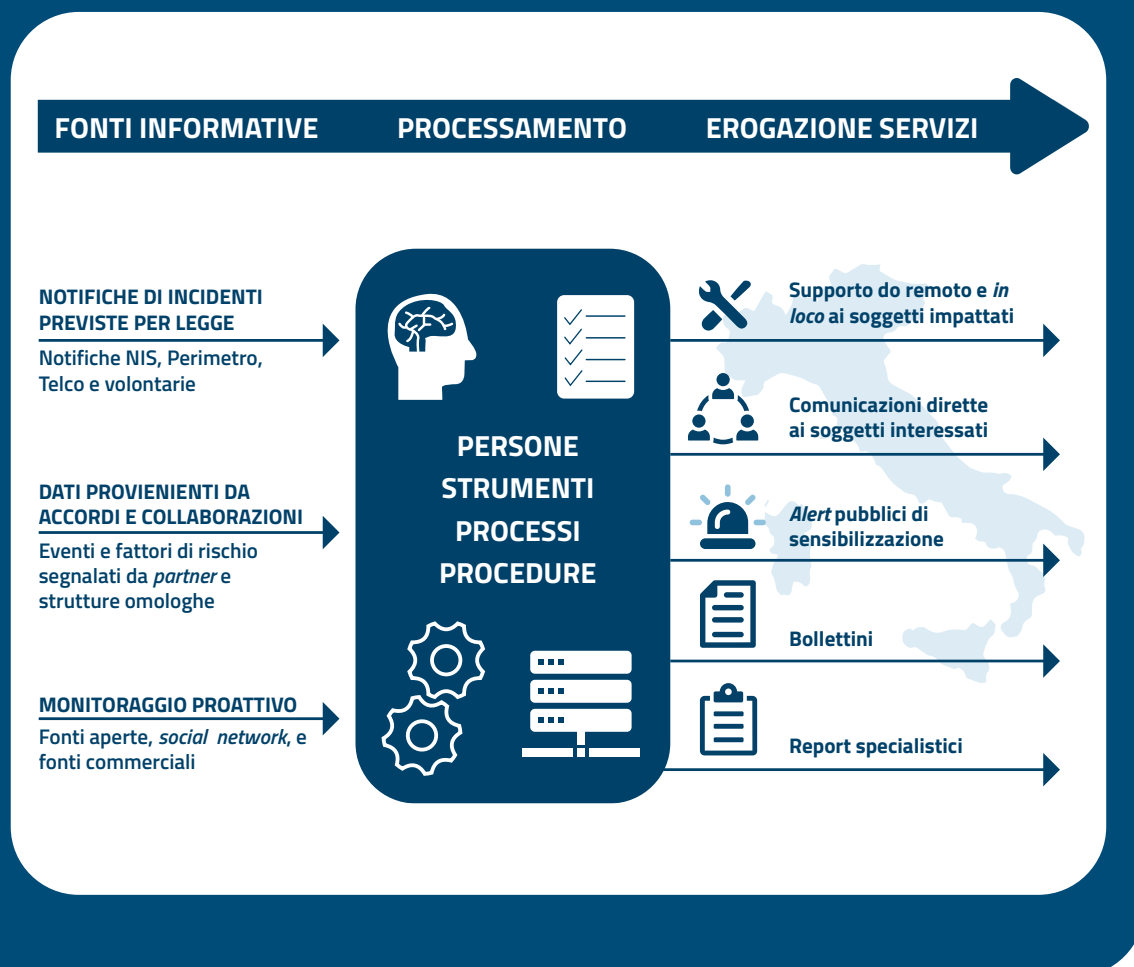 FONTI INFORMATIVE
PROCESSAMENTO
EROGAZIONE SERVIZI
NOTIFICHE DI INCIDENTI
PREVISTE PER LEGGE
Notifiche NIS, Perimetro,
Telco e volontarie
DATI PROVIENIENTI DA
ACCORDI E COLLABORAZIONI
Eventi e fattori di rischio
segnalati da partner e
strutture omologhe
MONITORAGGIO PROATTIVO
Fonti aperte, social network, e
fonti commerciali
PERSONE
STRUMENTI
PROCESSI
PROCEDURE
Supporto do remoto e in
loco ai soggetti impattati
Comunicazioni dirette
ai soggetti interessati
Alert pubblici di
sensibilizzazione
Bollettini
Report specialistici